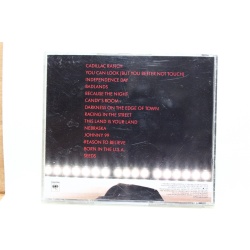 CADILLAC RANCH
YOU CAN LOOK (BUT YOU BETTER NOT TOUCH)
INDEPENDENCE DAY
BADLANDS
BECAUSE THE NIGHT
CANDY'S ROOM
DARKNESS ON THE EDGE OF TOWN
RACING IN THE STREET
THIS LAND IS YOUR LAND
NEBRASKA
JOHNNY 99
REASON TO BELIEVE
BORN IN THE U.S.A.
SEEDS